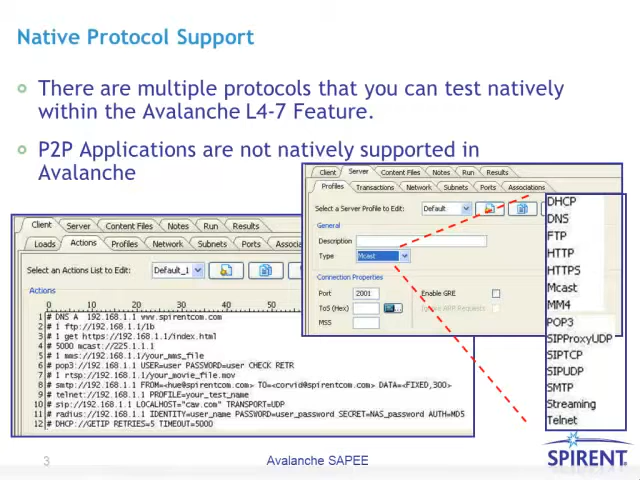 Native Protocol Support
There are multiple protocols that you can test natively
within the Avalanche L4-7 Feature.
P2P Applications are not natively supported in
Avalanche
Client Server Content Files Notes Run Results
Profiles Transactions Network Subnets Ports Associations
Select a Server Profile to Edit: Default
General
Description
Type Mcast
Connection Properties
Port 2001 Enable GRE
ToS (Hex) Ignore ARP Requests
MSS
DHCP
DNS
FTP
HTTP
HTTPS
Mcast
MM4
POP3
SIPProxyUDP
SIPTCP
SIPUDP
SMTP
Streaming
Telnet
Client Server Content Files Notes Run Results
Loads Actions Profiles Network Subnets Ports Associa
Select an Actions List to Edit: Default_1
Actions
0 10 20 30 40 50
1 # DNS A 192.168.1.1 www.spirentcom.com
2 # 1 ftp://192.168.1.1/1b
3 # 1 get https://192.168.1.1/index.html
4 # 5000 mcast://225.1.1.1
5 # 1 mms://192.168.1.1/your_mms_file
6 # pop3://192.168.1.1 USER=user PASSWORD=user CHECK RETR
7 # 1 rtsp://192.168.1.1/your_movie_file.mov
8 # smtp://192.168.1.1 FROM=<hue@spirentcom.com> TO=<corvid@spirentcom.com> DATA=<FIXED,300>
9 # telnet://192.168.1.1 PROFILE=your_test_name
10 # sip://192.168.1.1 LOCALHOST="caw.com" TRANSPORT=UDP
11 # radius://192.168.1.1 IDENTITY=user_name PASSWORD=user_password SECRET=NAS_password AUTH=MD5
12 # DHCP://GETIP RETRIES=5 TIMEOUT=5000
3
Avalanche SAPEE
SPIRENT